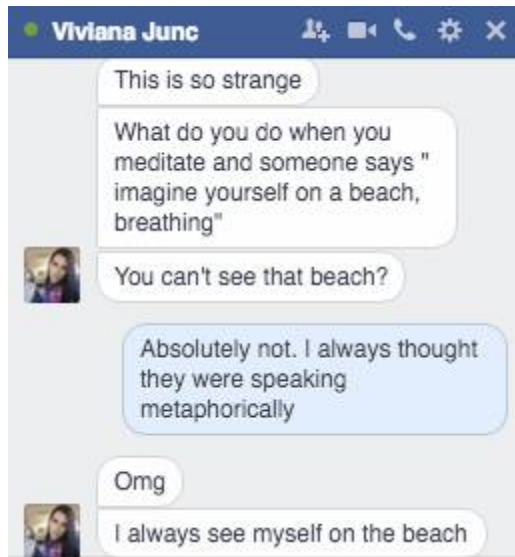 Viviana Junc
This is so strange
What do you do when you
meditate and someone says "
imagine yourself on a beach,
breathing"
You can't see that beach?
Absolutely not. I always thought
they were speaking
metaphorically
Omg
I always see myself on the beach